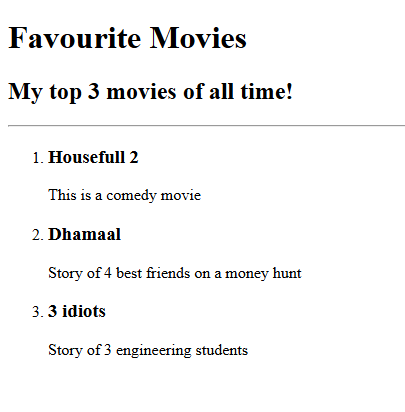 Favourite Movies
My top 3 movies of all time!
1. Housefull 2
This is a comedy movie
2. Dhamaal
Story of 4 best friends on a money hunt
3. 3 idiots
Story of 3 engineering students